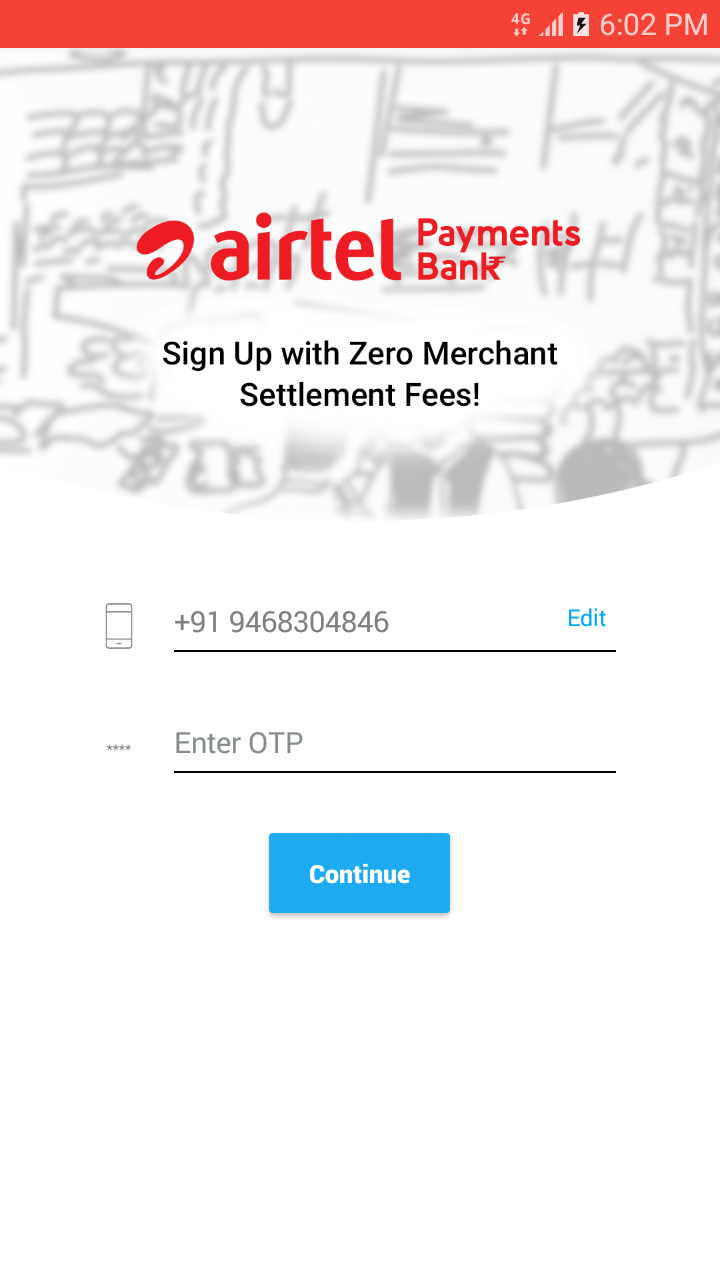 4G 6:02 PM
airtel Payments
Bank
Sign Up with Zero Merchant
Settlement Fees!
+91 9468304846 Edit
**** Enter OTP
Continue